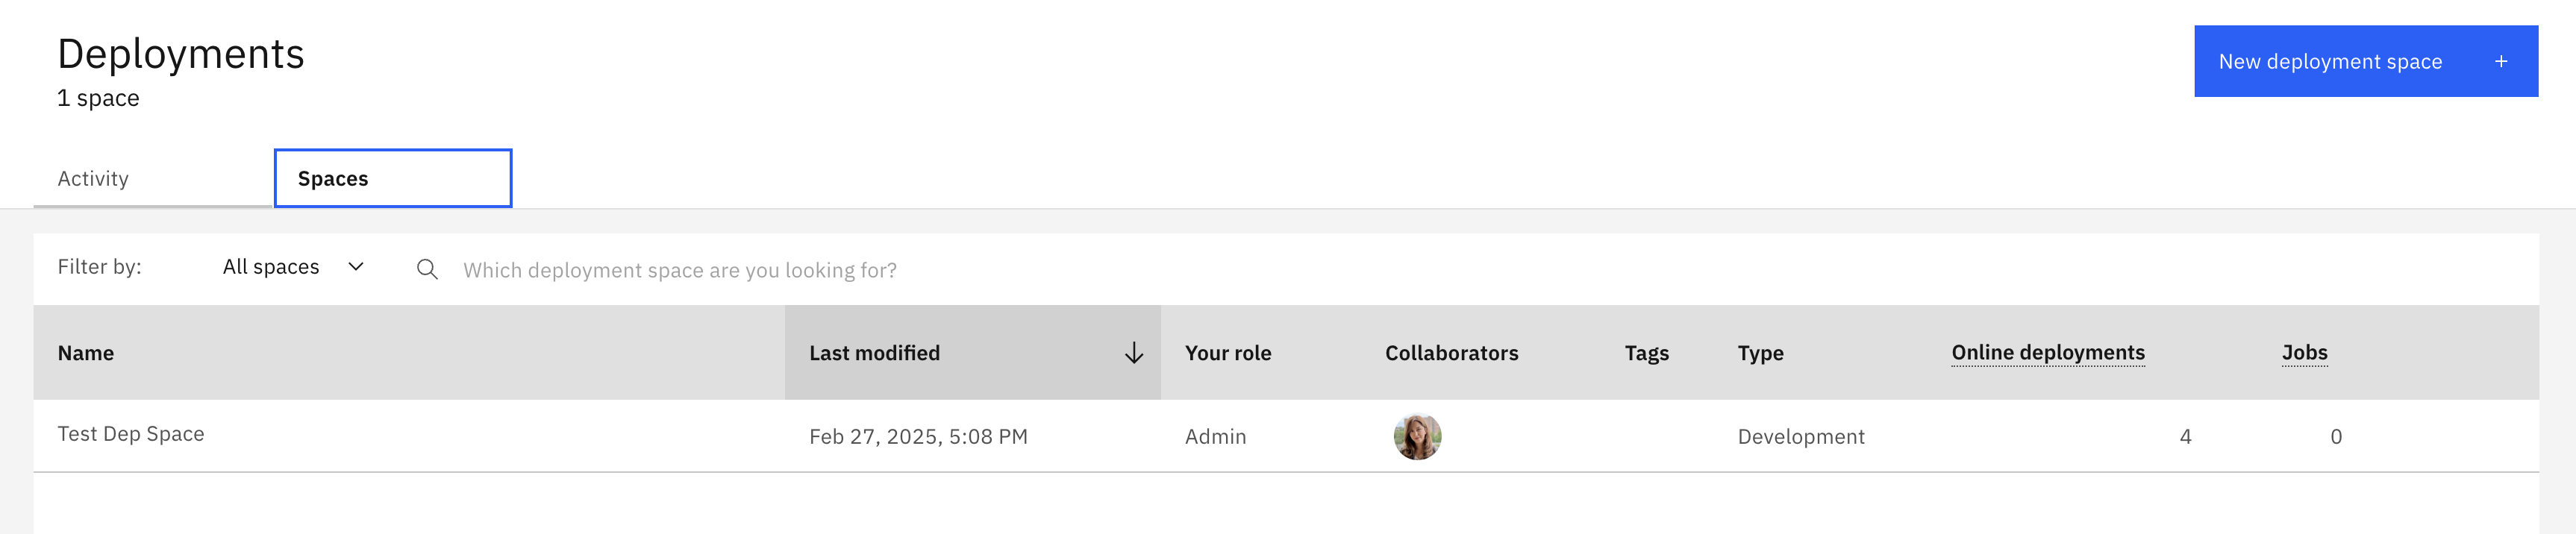 Deployments
1 space
New deployment space +
Activity Spaces
Filter by: All spaces Which deployment space are you looking for?
Name Last modified Your role Collaborators Tags Type Online deployments Jobs
Test Dep Space Feb 27, 2025, 5:08 PM Admin Development 4 0